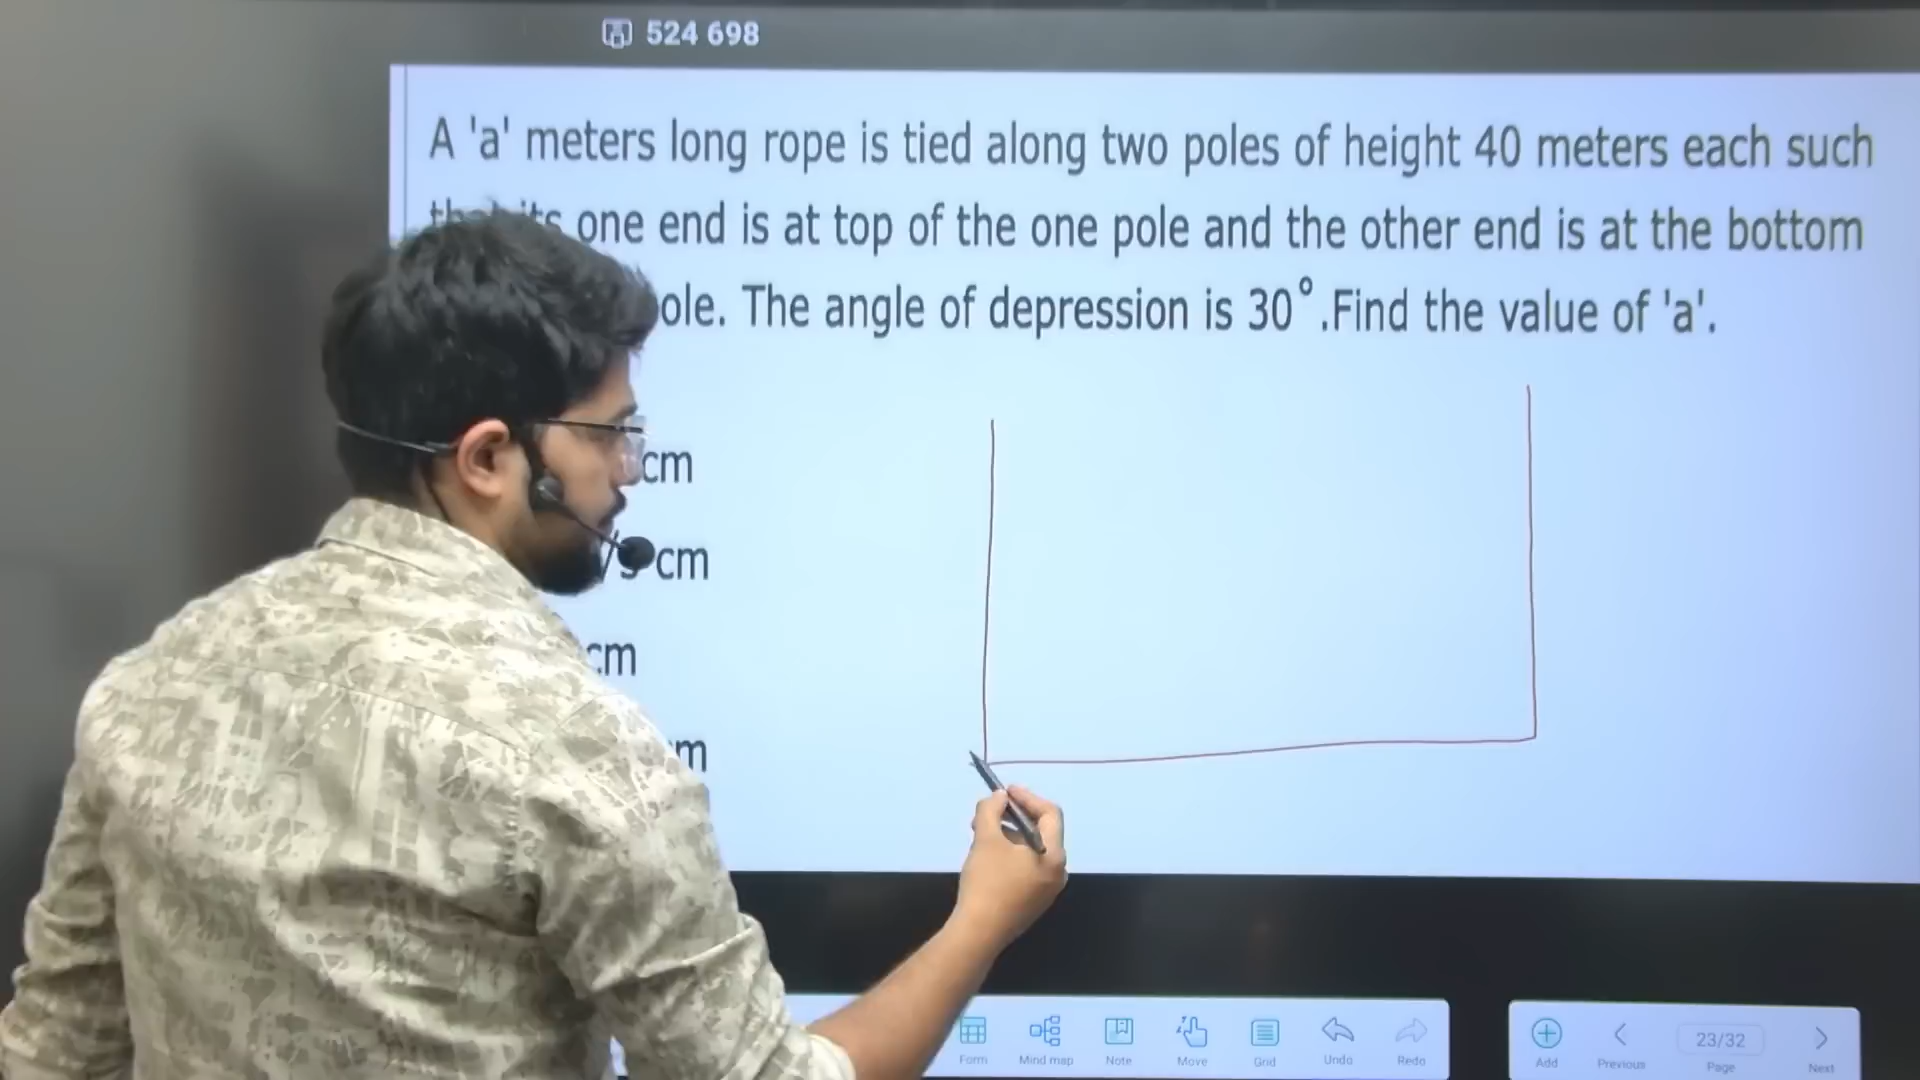 524 698
A 'a' meters long rope is tied along two poles of height 40 meters each such
one end is at top of the one pole and the other end is at the bottom
The angle of depression is 30°.Find the value of 'a'.
cm
cm
cm
Form Mind map Note Move Grid Undo Redo Add Previous 23/32 Page Next